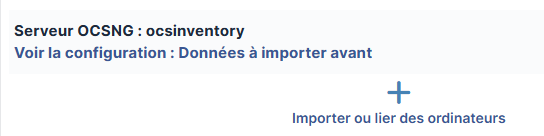 Serveur OCSNG : ocsinventory
Voir la configuration : Données à importer avant
Importer ou lier des ordinateurs